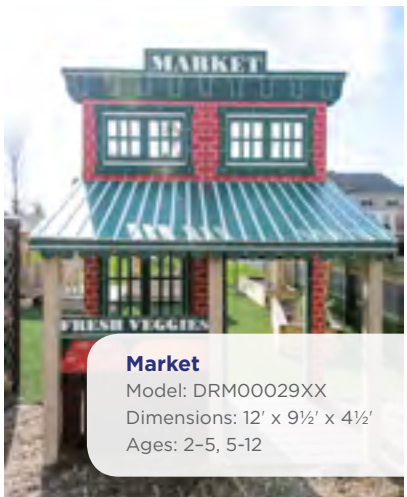 MARKET
FRESH VEGGIES
Market
Model: DRM00029XX
Dimensions: 12' x 9½' x 4½'
Ages: 2–5, 5-12